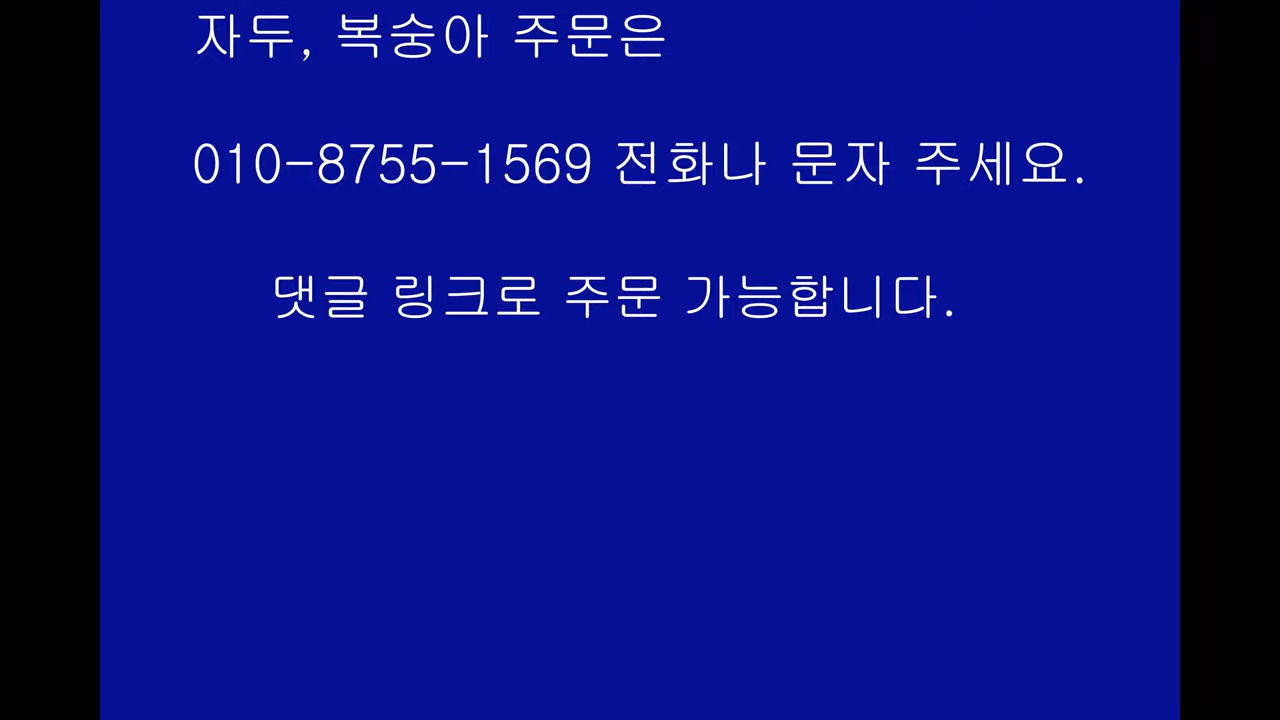 자두, 복숭아 주문은
010-8755-1569 전화나 문자 주세요.
댓글 링크로 주문 가능합니다.